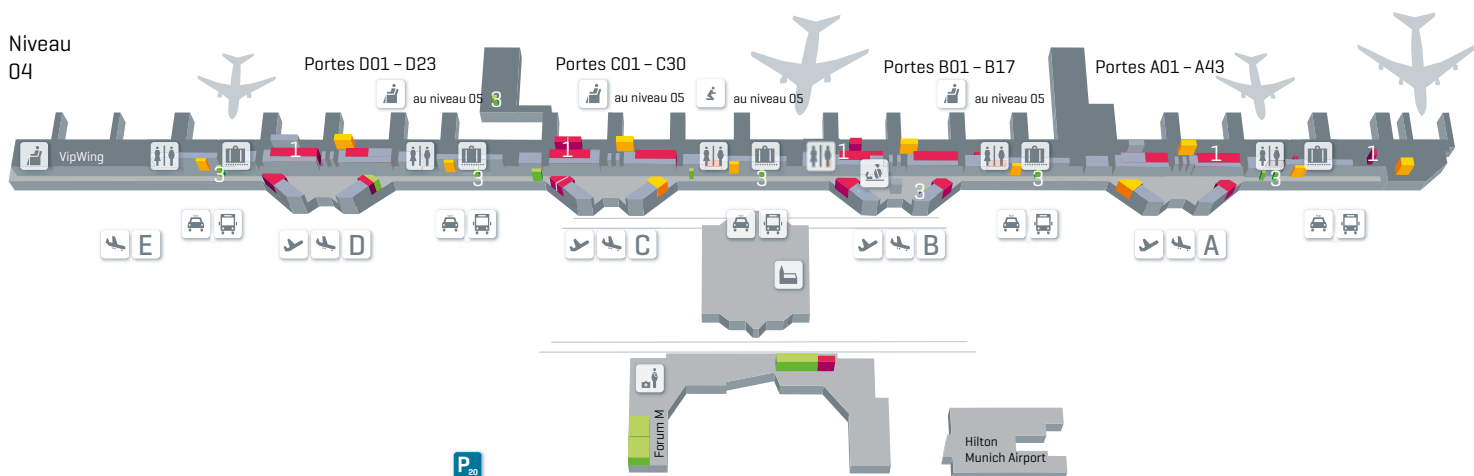 Niveau
04
Portes D01 – D23
au niveau 05
Portes C01 – C30
au niveau 05
au niveau 05
Portes B01 – B17
au niveau 05
Portes A01 – A43
3
VipWing
1
1
1
1
1
3
3
3
3
3
3
E
D
C
B
A
Forum M
Hilton
Munich Airport
P20